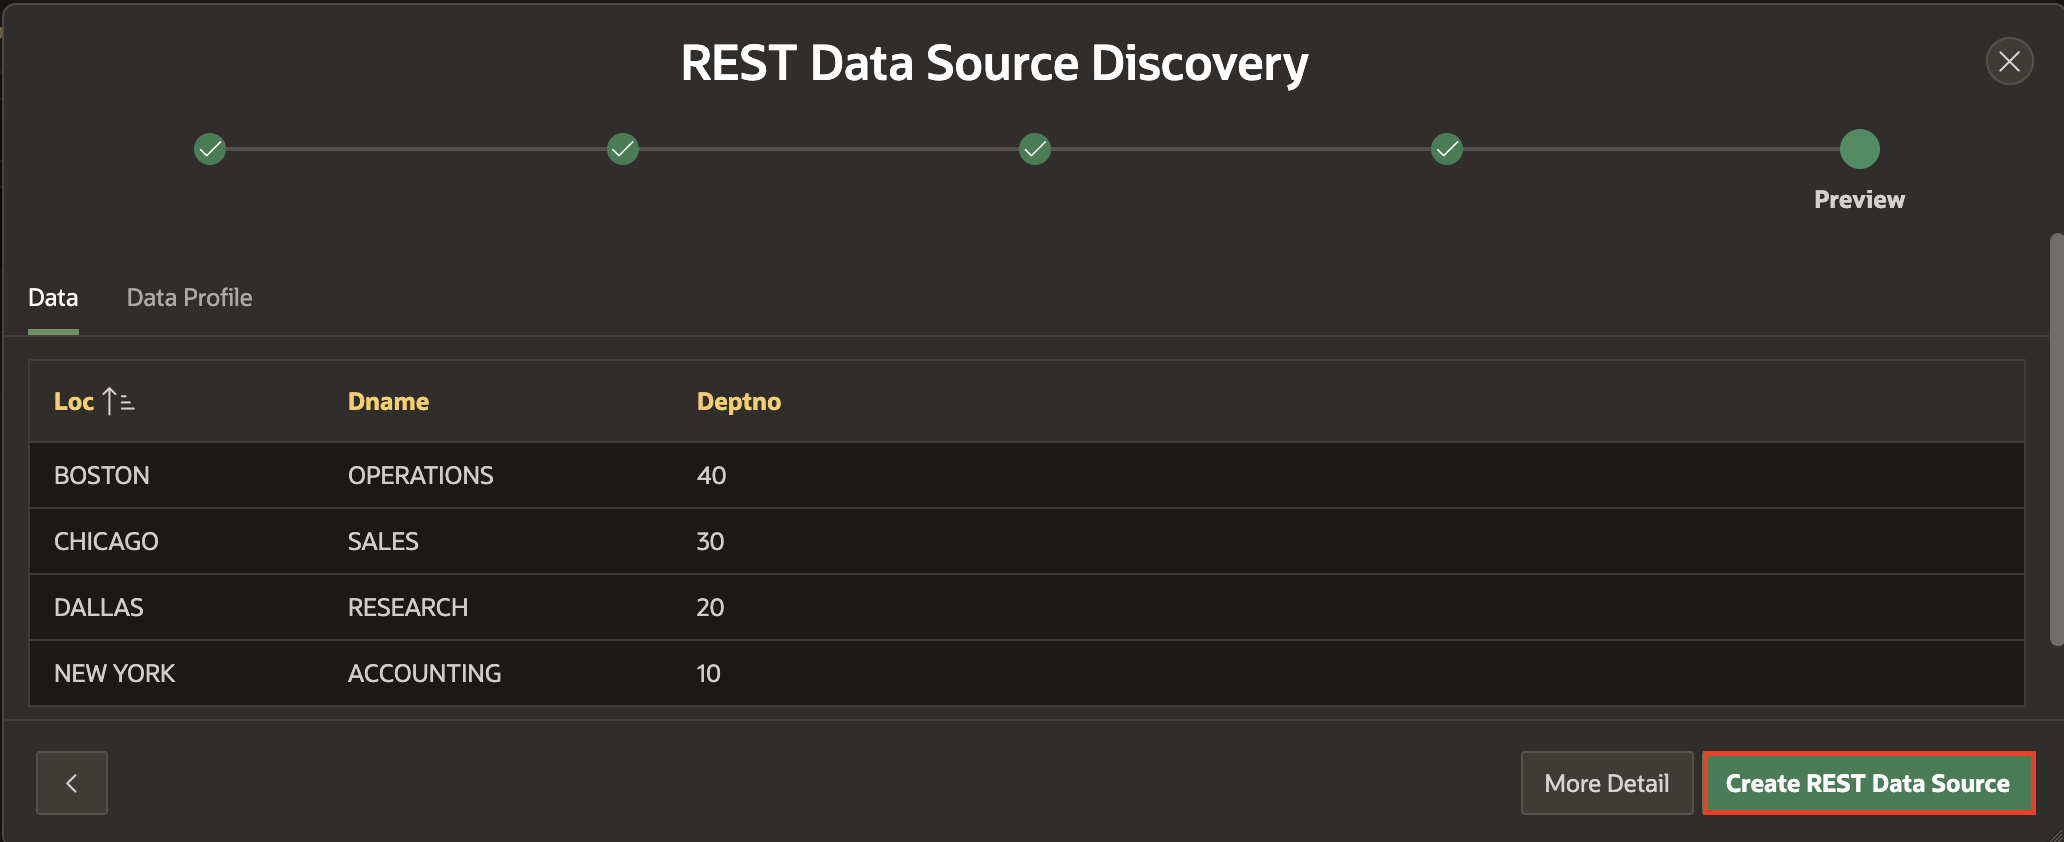 REST Data Source Discovery
Preview
Data Data Profile
Loc Dname Deptno
BOSTON OPERATIONS 40
CHICAGO SALES 30
DALLAS RESEARCH 20
NEW YORK ACCOUNTING 10
More Detail Create REST Data Source